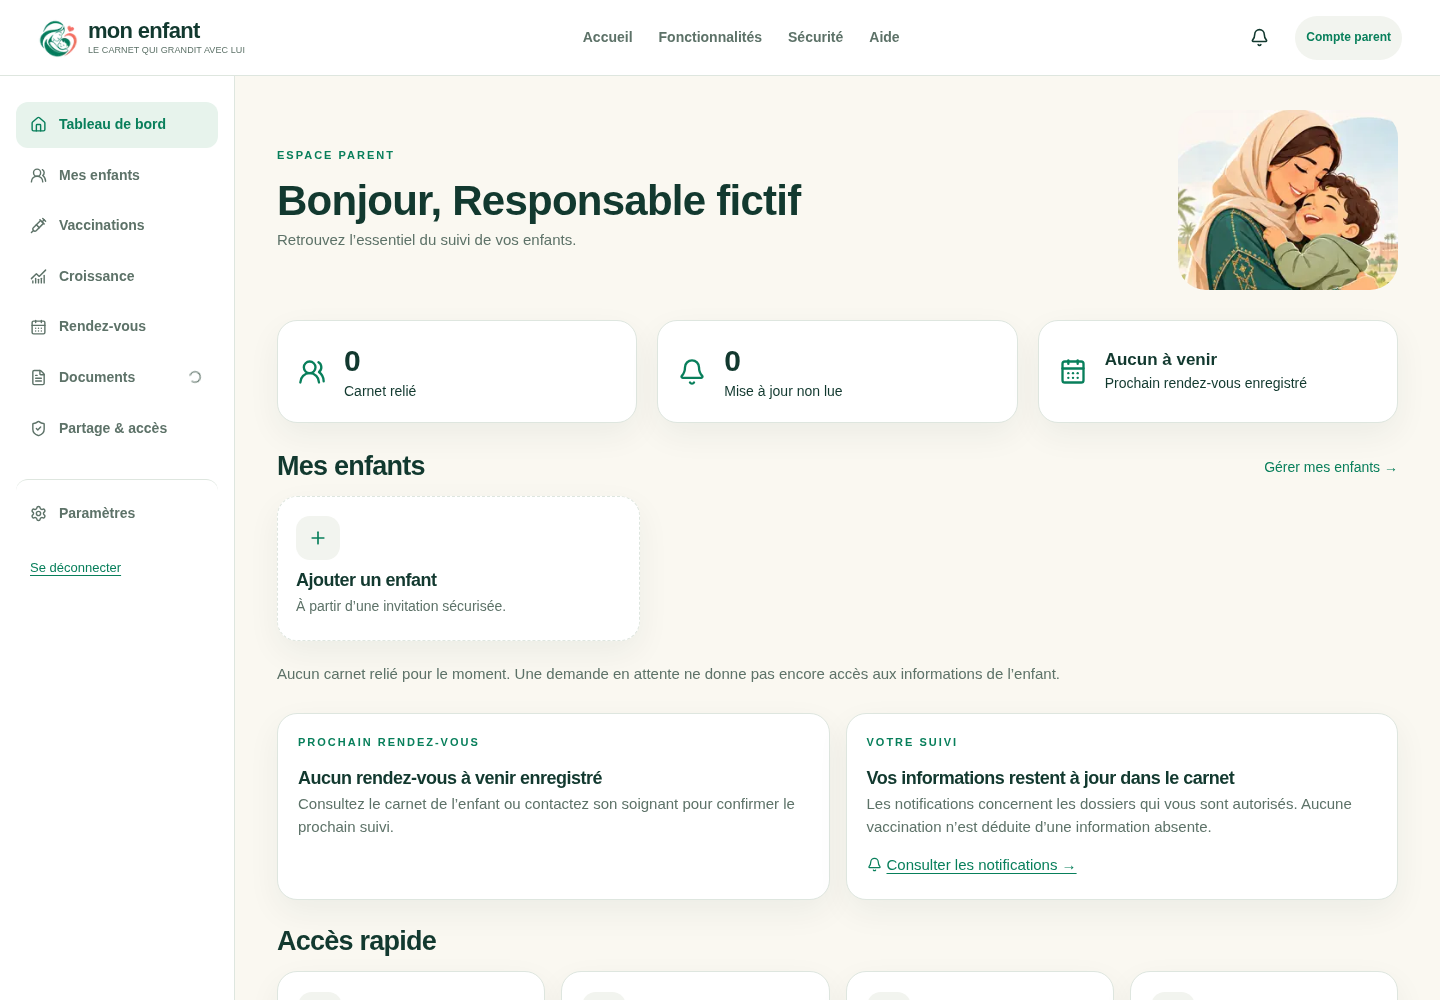 mon enfant
LE CARNET QUI GRANDIT AVEC LUI
Accueil
Fonctionnalités
Sécurité
Aide
Compte parent
Tableau de bord
Mes enfants
Vaccinations
Croissance
Rendez-vous
Documents
Partage & accès
Paramètres
Se déconnecter
ESPACE PARENT
Bonjour, Responsable fictif
Retrouvez l’essentiel du suivi de vos enfants.
0
Carnet relié
0
Mise à jour non lue
Aucun à venir
Prochain rendez-vous enregistré
Mes enfants
Gérer mes enfants →
Ajouter un enfant
À partir d’une invitation sécurisée.
Aucun carnet relié pour le moment. Une demande en attente ne donne pas encore accès aux informations de l’enfant.
PROCHAIN RENDEZ-VOUS
Aucun rendez-vous à venir enregistré
Consultez le carnet de l’enfant ou contactez son soignant pour confirmer le
prochain suivi.
VOTRE SUIVI
Vos informations restent à jour dans le carnet
Les notifications concernent les dossiers qui vous sont autorisés. Aucune
vaccination n’est déduite d’une information absente.
Consulter les notifications →
Accès rapide